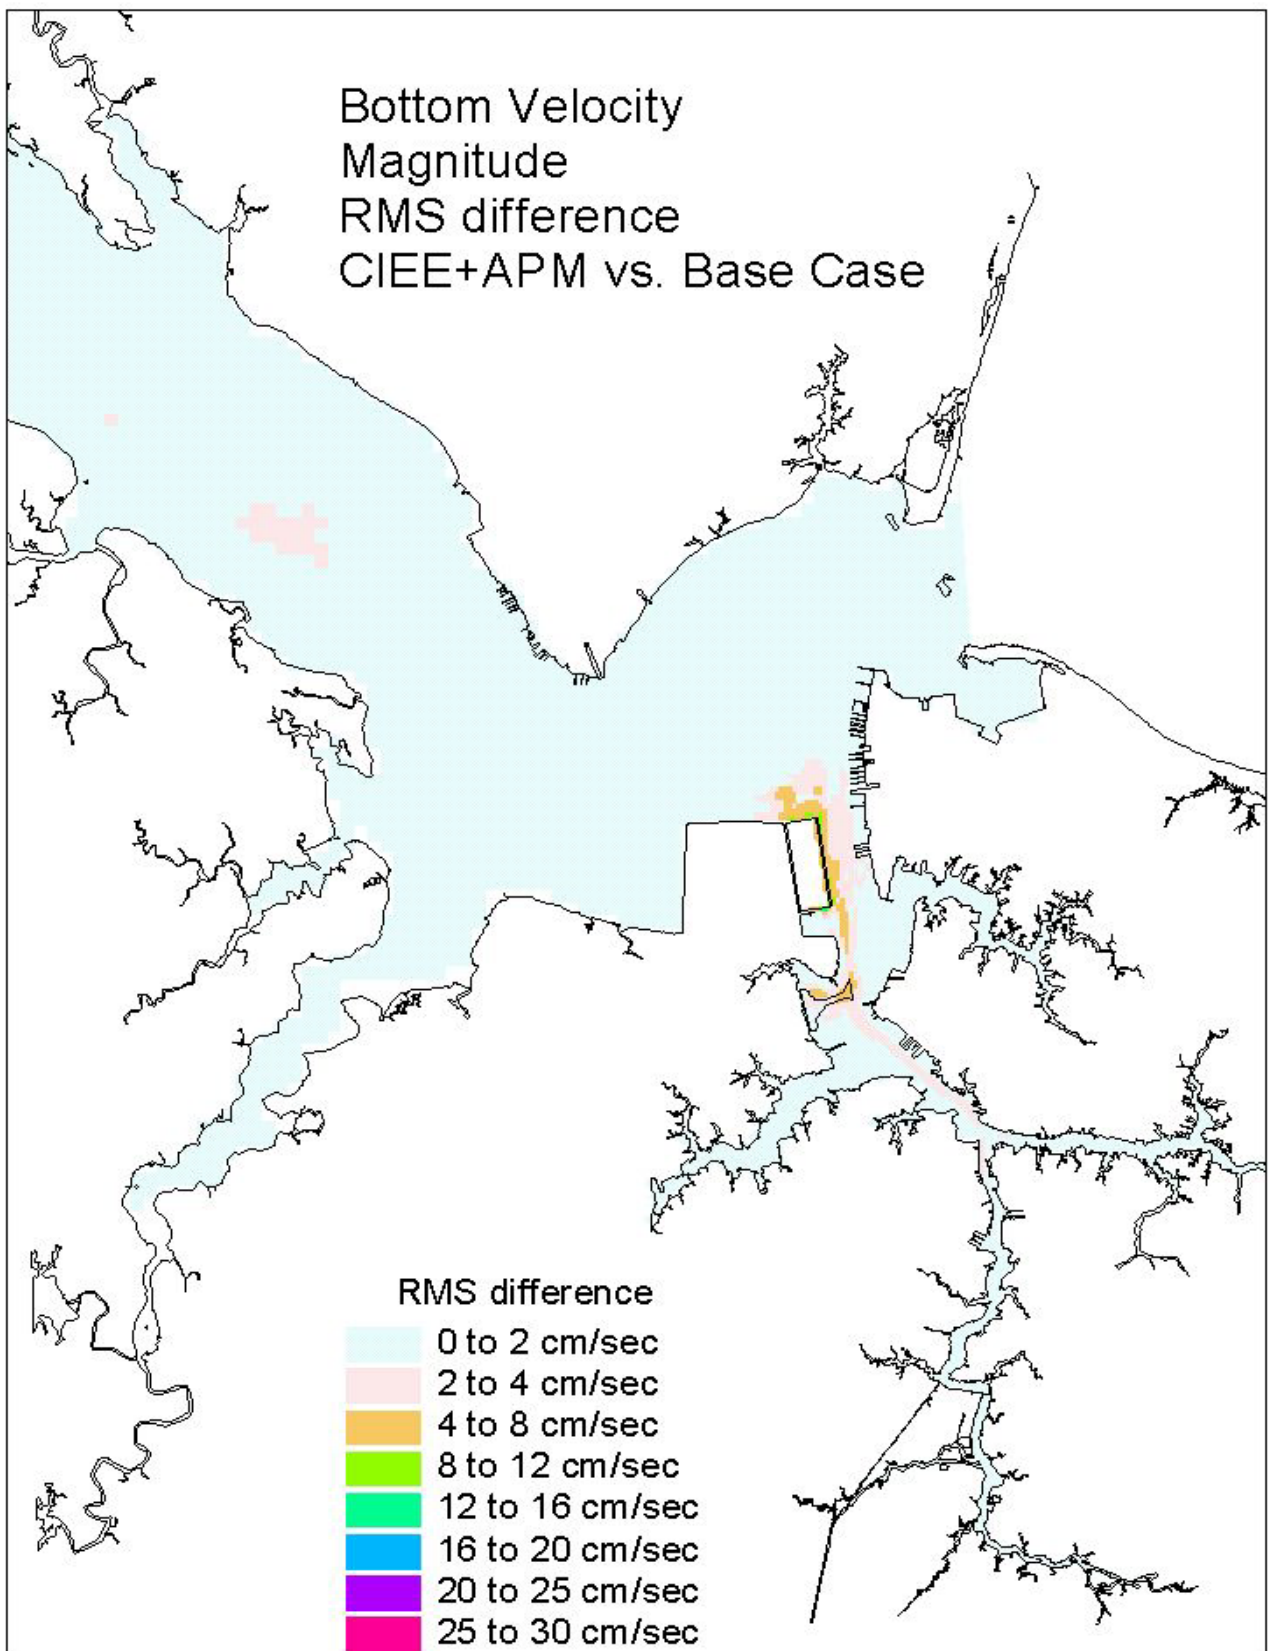 Bottom Velocity
Magnitude
RMS difference
CIEE+APM vs. Base Case
RMS difference
0 to 2 cm/sec
2 to 4 cm/sec
4 to 8 cm/sec
8 to 12 cm/sec
12 to 16 cm/sec
16 to 20 cm/sec
20 to 25 cm/sec
25 to 30 cm/sec